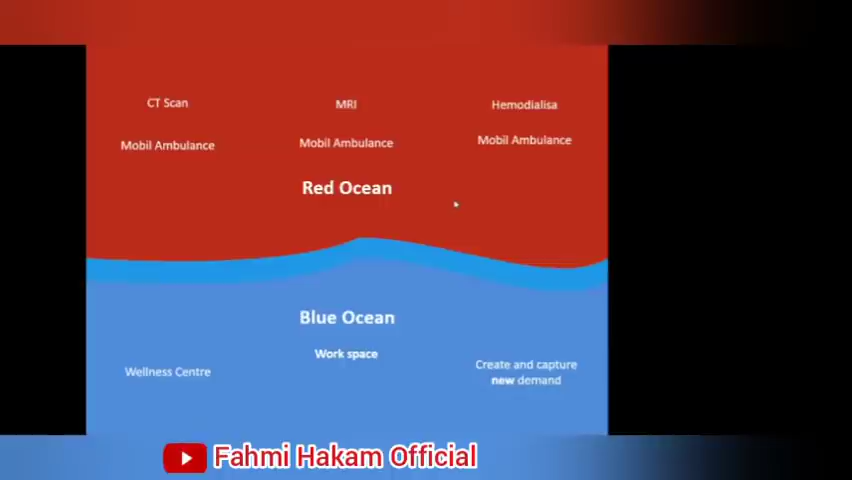 CT Scan
MRI
Hemodialisa
Mobil Ambulance
Mobil Ambulance
Mobil Ambulance
Red Ocean
Blue Ocean
Work space
Wellness Centre
Create and capture
new demand
Fahmi Hakam Official